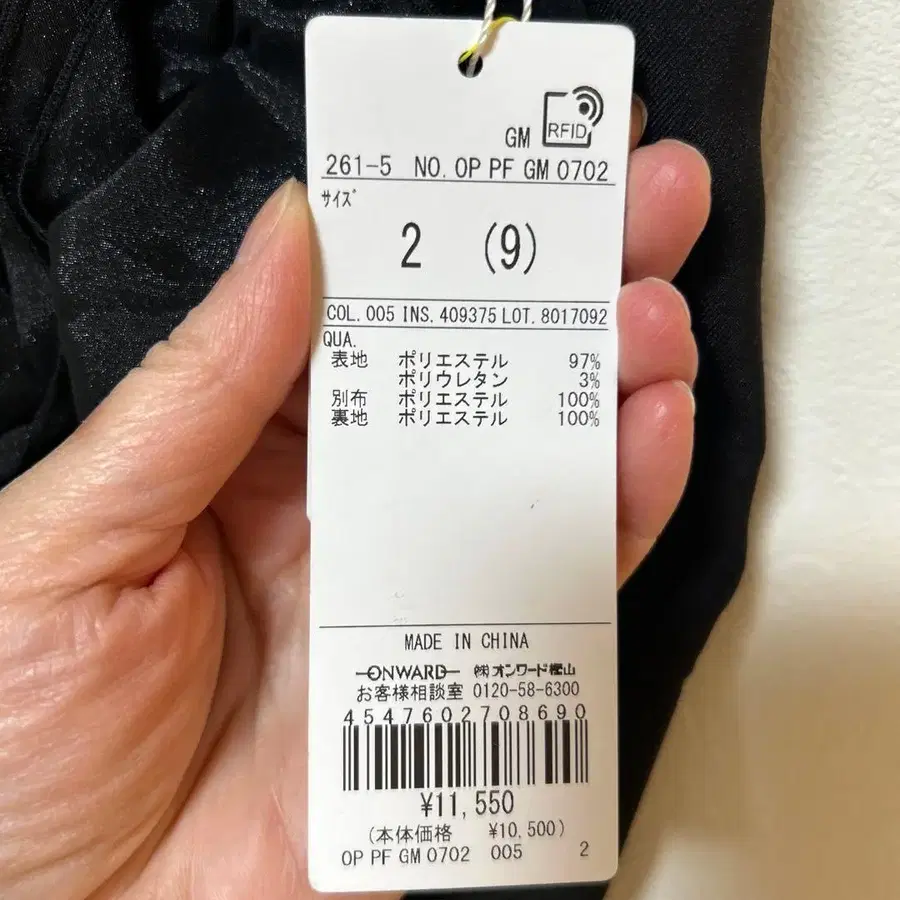 GM RFID
261-5 NO. OP PF GM 0702
サイズ
2 (9)
COL. 005 INS. 409375 LOT. 8017092
QUA.
表地 ポリエステル 97%
ポリウレタン 3%
別布 ポリエステル 100%
裏地 ポリエステル 100%
MADE IN CHINA
ONWARD ㈱オンワード樫山
お客様相談室 0120-58-6300
4547602708690
¥11,550
(本体価格 ¥10,500)
OP PF GM 0702 005 2